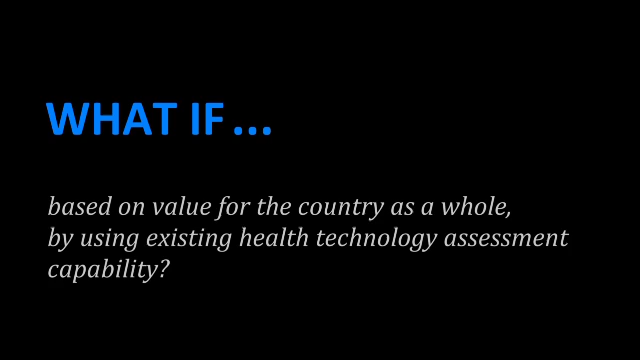 WHAT IF ...
based on value for the country as a whole,
by using existing health technology assessment
capability?